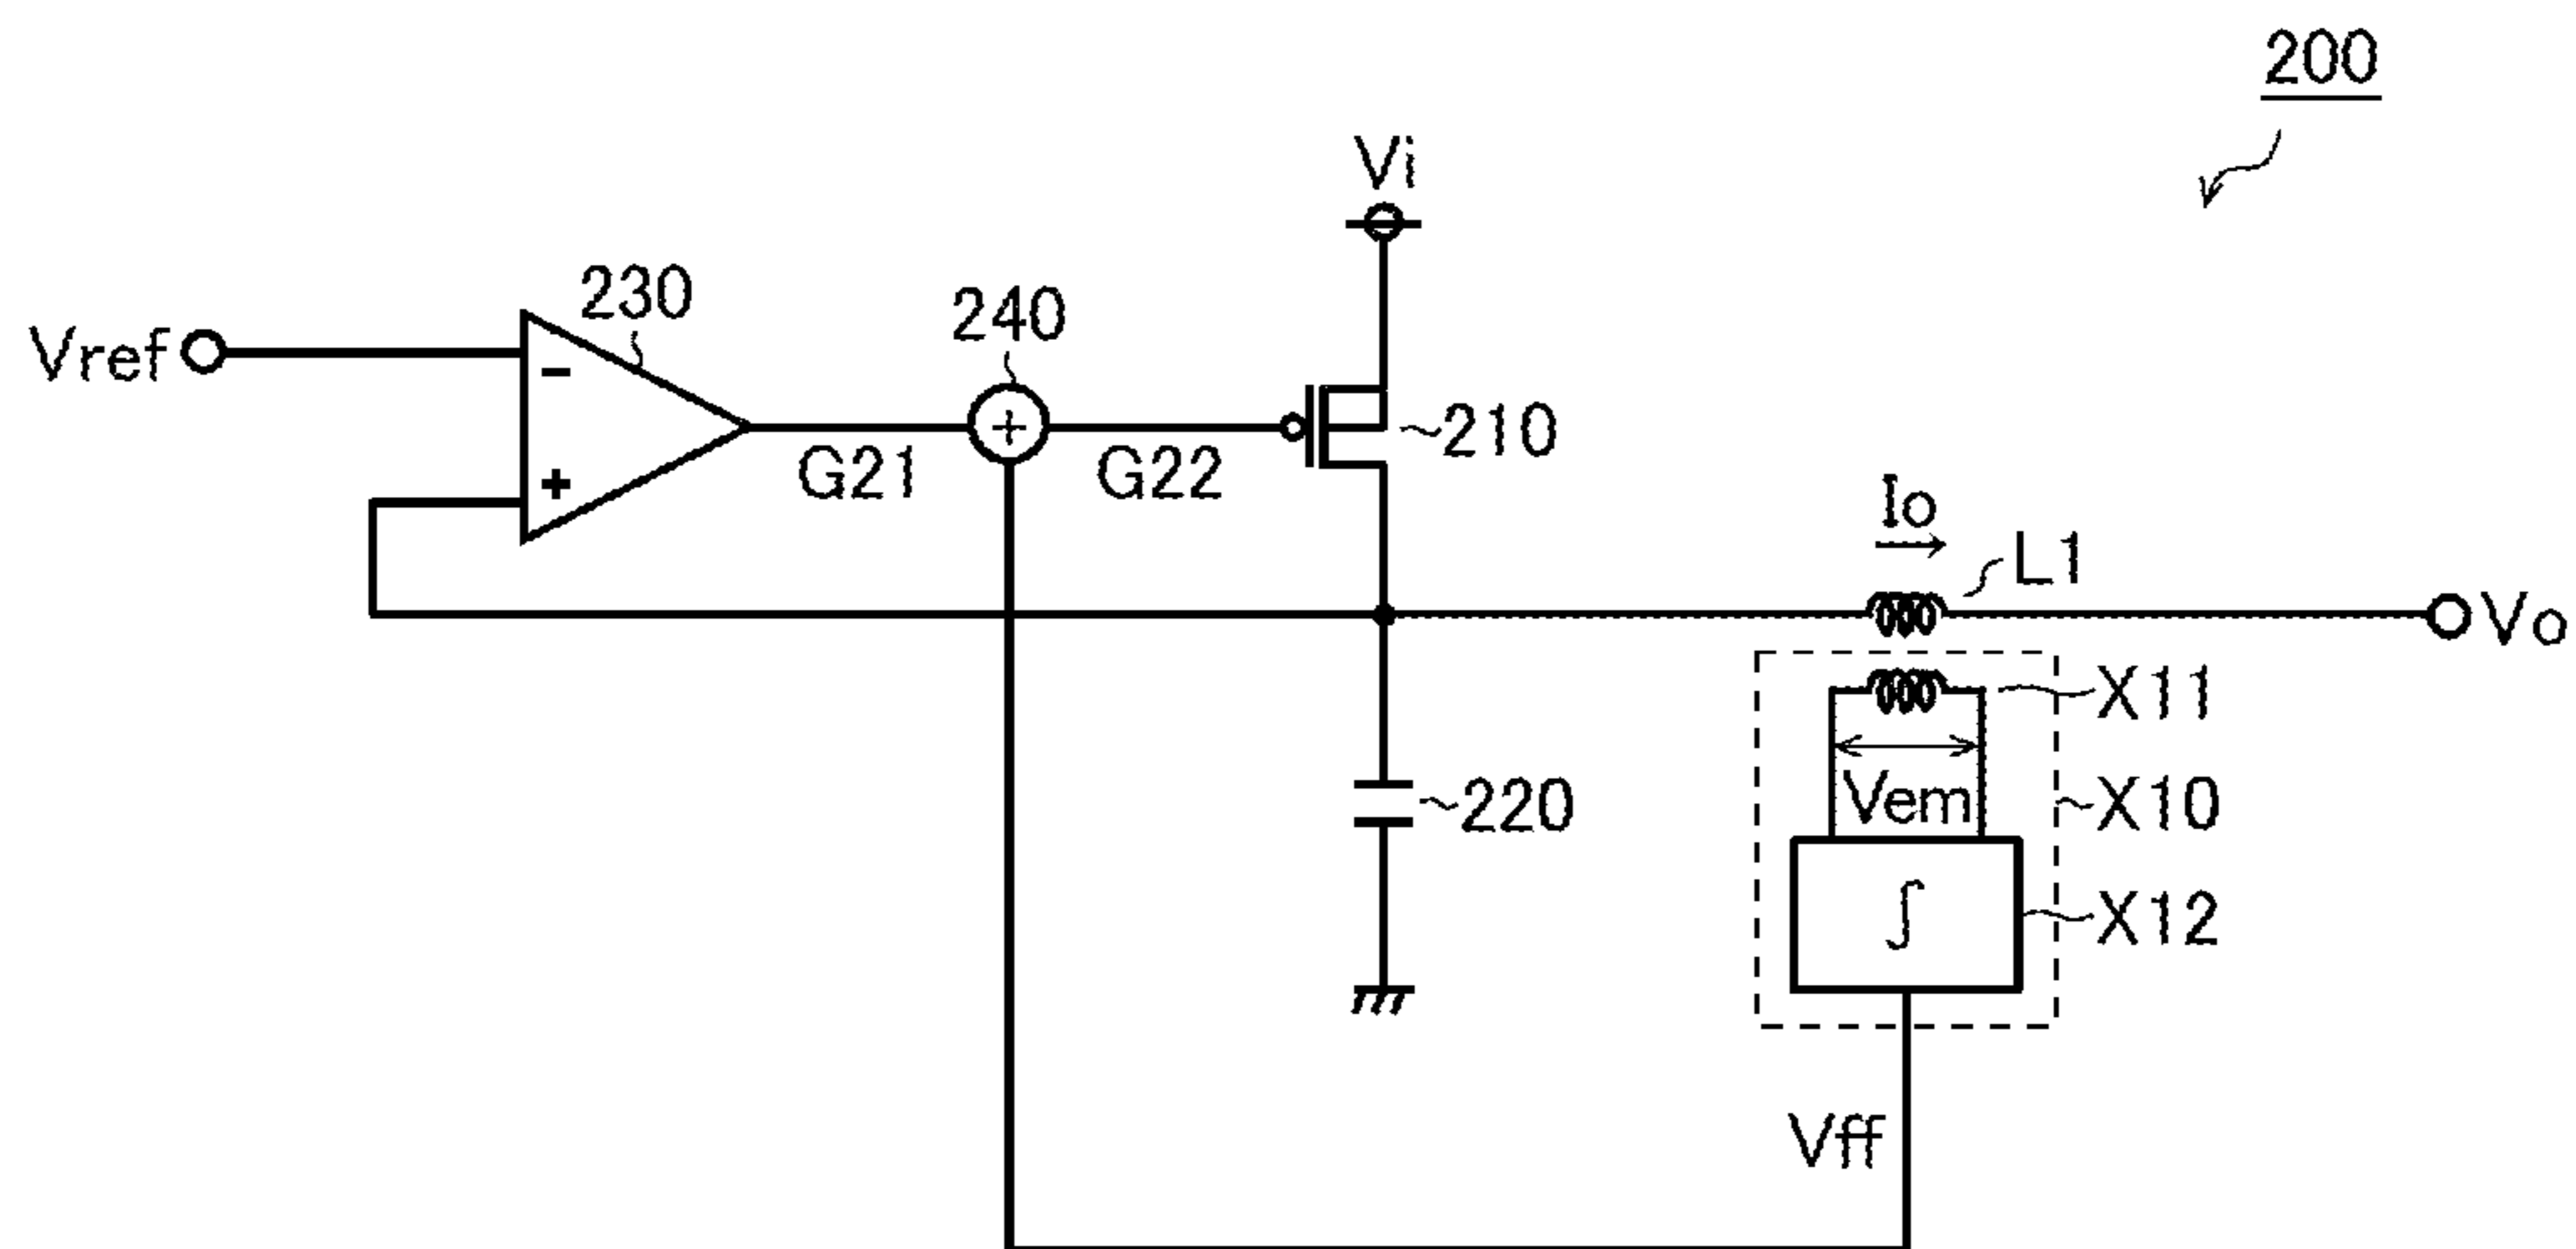 200
Vi
Vref
230
240
-
+
+
G21
G22
210
Io
L1
Vo
X11
Vem
X10
220
∫
X12
Vff